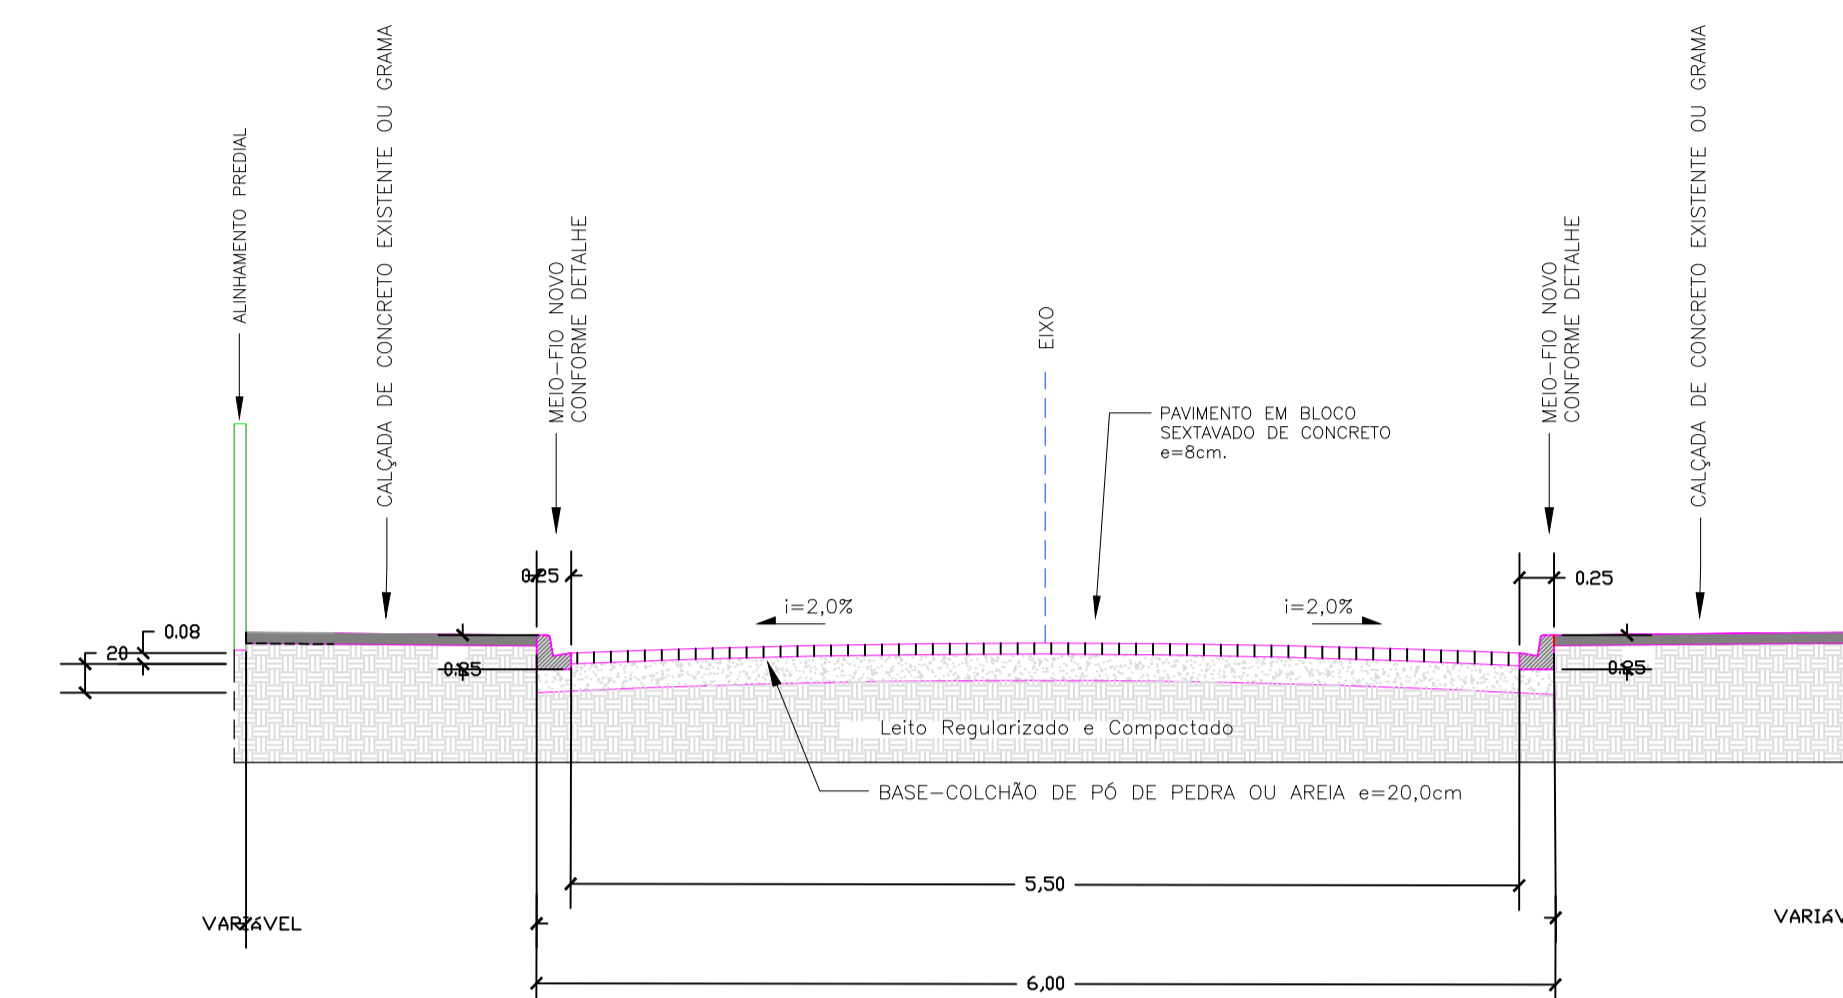 ALINHAMENTO PREDIAL
CALÇADA DE CONCRETO EXISTENTE OU GRAMA
MEIO-FIO NOVO
CONFORME DETALHE
EIXO
PAVIMENTO EM BLOCO
SEXTAVADO DE CONCRETO
e=8cm.
MEIO-FIO NOVO
CONFORME DETALHE
CALÇADA DE CONCRETO EXISTENTE OU GRAMA
0.25
0.25
i=2,0%
i=2,0%
0.08
20
0.25
0.25
Leito Regularizado e Compactado
BASE-COLCHÃO DE PÓ DE PEDRA OU AREIA e=20,0cm
5,50
VARIáVEL
VARIáV
6,00